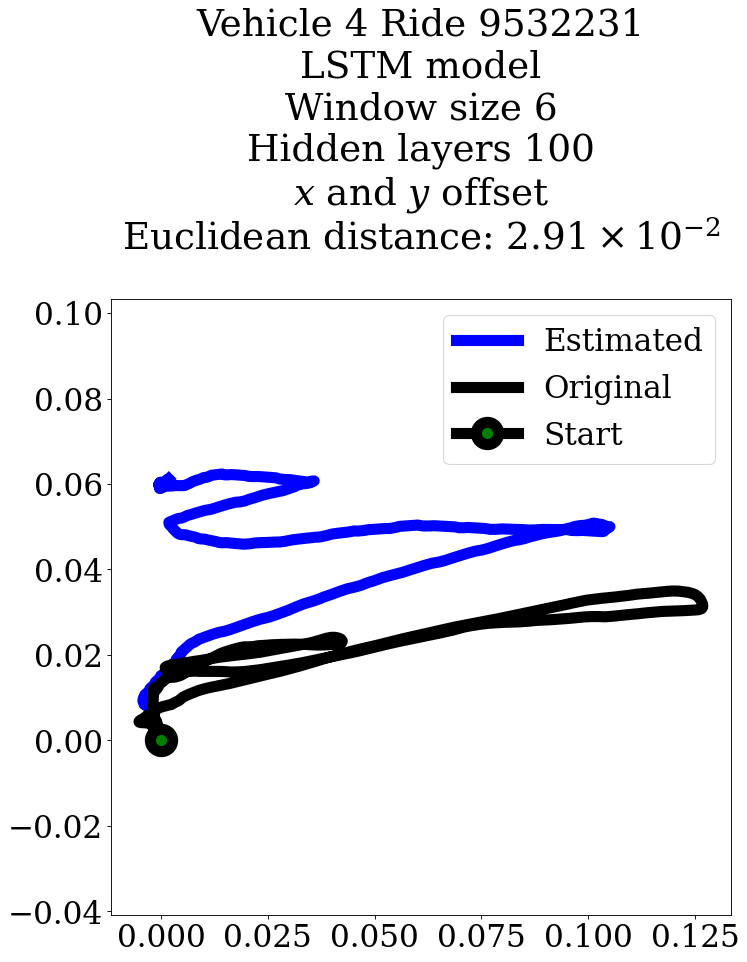 Vehicle 4 Ride 9532231
LSTM model
Window size 6
Hidden layers 100
x and y offset
Euclidean distance: 2.91 × 10⁻²
Estimated
Original
Start
0.10
0.08
0.06
0.04
0.02
0.00
−0.02
−0.04
0.000 0.025 0.050 0.075 0.100 0.125